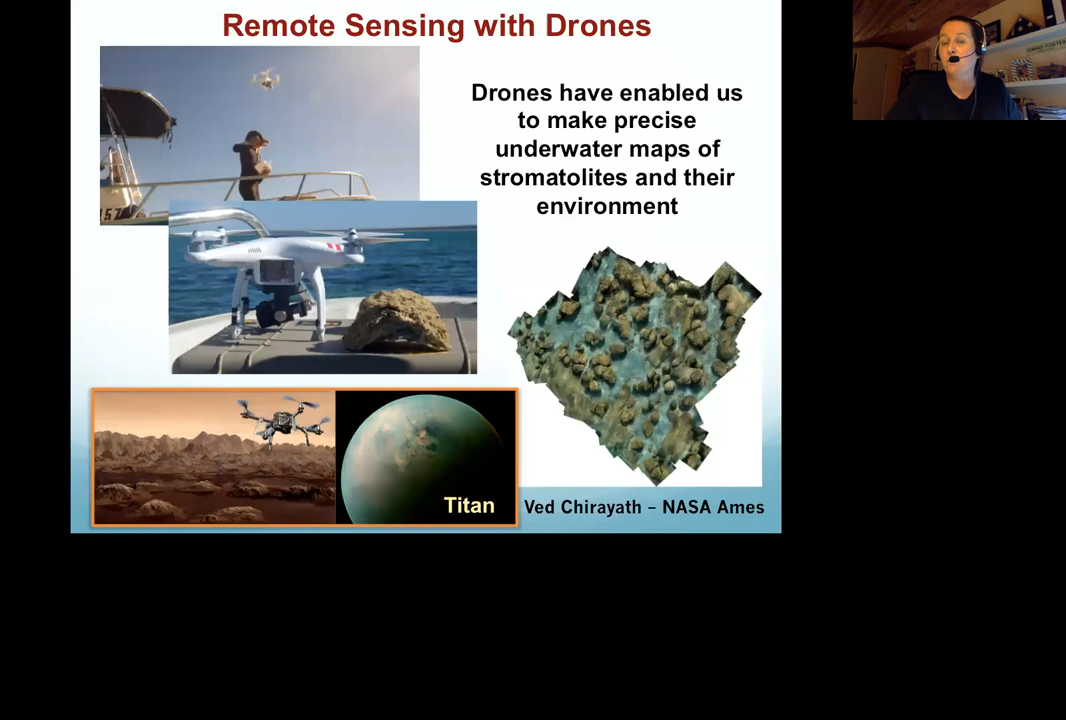 Remote Sensing with Drones
Drones have enabled us
to make precise
underwater maps of
stromatolites and their
environment
Titan
Ved Chirayath – NASA Ames